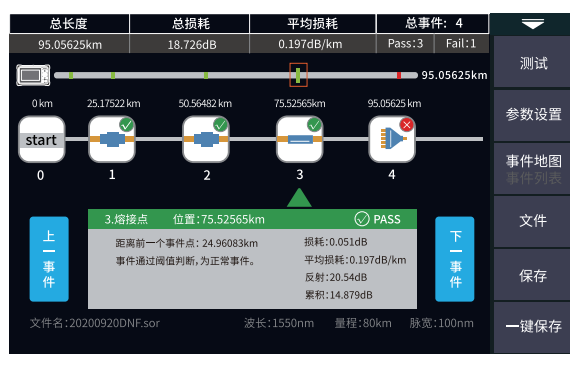 总长度 总损耗 平均损耗 总事件: 4
95.05625km 18.726dB 0.197dB/km Pass:3 Fail:1
95.05625km
0km 25.17522 km 50.56482 km 75.52565km 95.05625 km
start
0 1 2 3 4
上一事件
3.熔接点 位置:75.52565km PASS
距离前一个事件点: 24.96083km
事件通过阈值判断,为正常事件。
损耗:0.051dB
平均损耗:0.197dB/km
反射:20.54dB
累积:14.879dB
下一事件
文件名:20200920DNF.sor 波长:1550nm 量程:80km 脉宽:100nm
测试
参数设置
事件地图
事件列表
文件
保存
一键保存